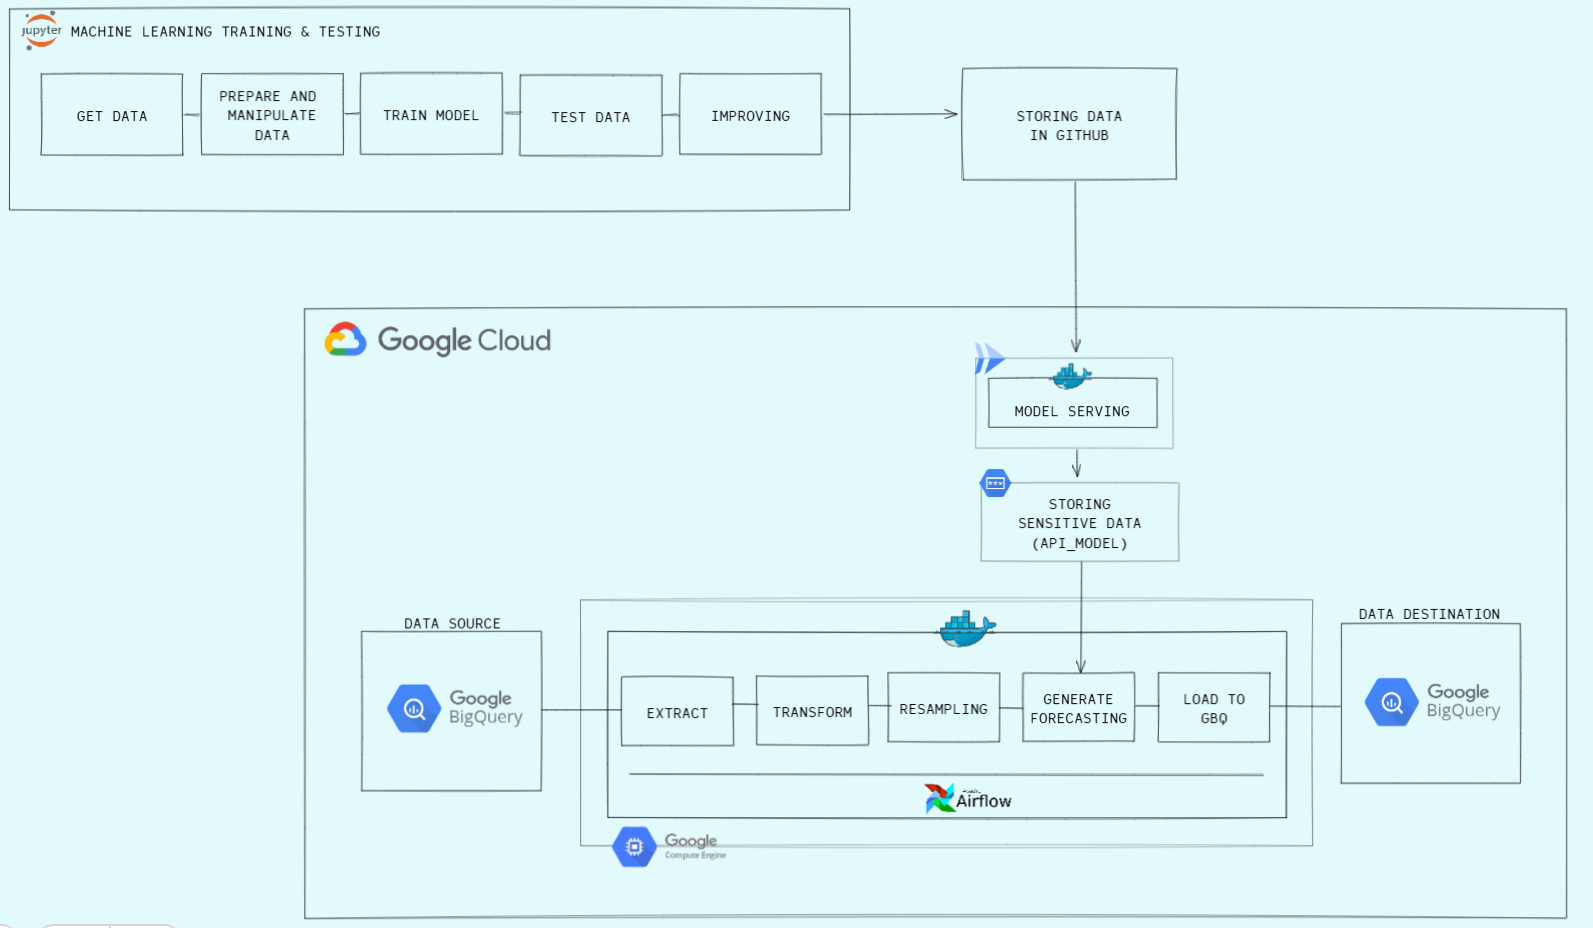 jupyter
MACHINE LEARNING TRAINING & TESTING
GET DATA
PREPARE AND
MANIPULATE
DATA
TRAIN MODEL
TEST DATA
IMPROVING
STORING DATA
IN GITHUB
Google Cloud
MODEL SERVING
***
STORING
SENSITIVE DATA
(API_MODEL)
DATA SOURCE
Google
BigQuery
EXTRACT
TRANSFORM
RESAMPLING
GENERATE
FORECASTING
LOAD TO
GBQ
Airflow
Google
Compute Engine
DATA DESTINATION
Google
BigQuery